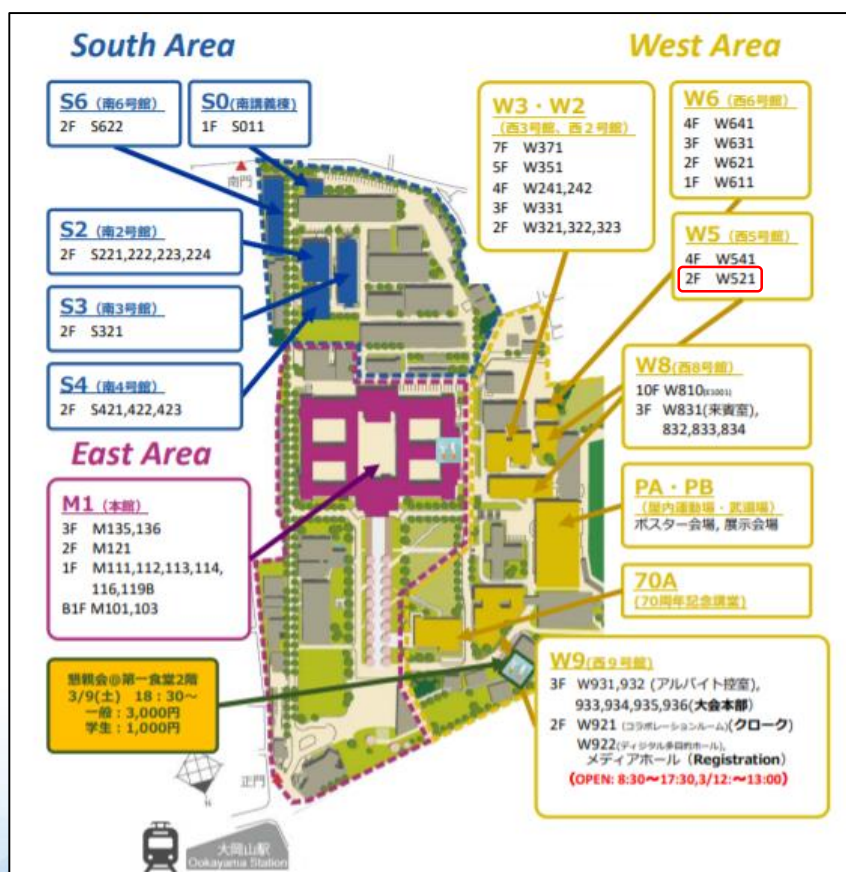 South Area
West Area
S6 (南6号館)
2F S622
S0(南講義棟)
1F S011
W3・W2
(西3号館、西2号館)
7F W371
5F W351
4F W241,242
3F W331
2F W321,322,323
W6 (西6号館)
4F W641
3F W631
2F W621
1F W611
南門
S2 (南2号館)
2F S221,222,223,224
W5 (西5号館)
4F W541
2F W521
S3 (南3号館)
2F S321
W8(西8号館)
10F W810(E1001)
3F W831(来賓室),
832,833,834
S4 (南4号館)
2F S421,422,423
East Area
PA・PB
(屋内運動場・武道場)
ポスター会場, 展示会場
M1 (本館)
3F M135,136
2F M121
1F M111,112,113,114,
116,119B
B1F M101,103
70A
(70周年記念講堂)
W9(西9号館)
3F W931,932 (アルバイト控室),
933,934,935,936(大会本部)
2F W921 (コラボレーションルーム)(クローク)
W922(ディジタル多目的ホール),
メディアホール (Registration)
(OPEN: 8:30~17:30,3/12:~13:00)
懇親会@第一食堂2階
3/9(土) 18:30~
一般:3,000円
学生:1,000円
N
正門
大岡山駅
Ookayama Station